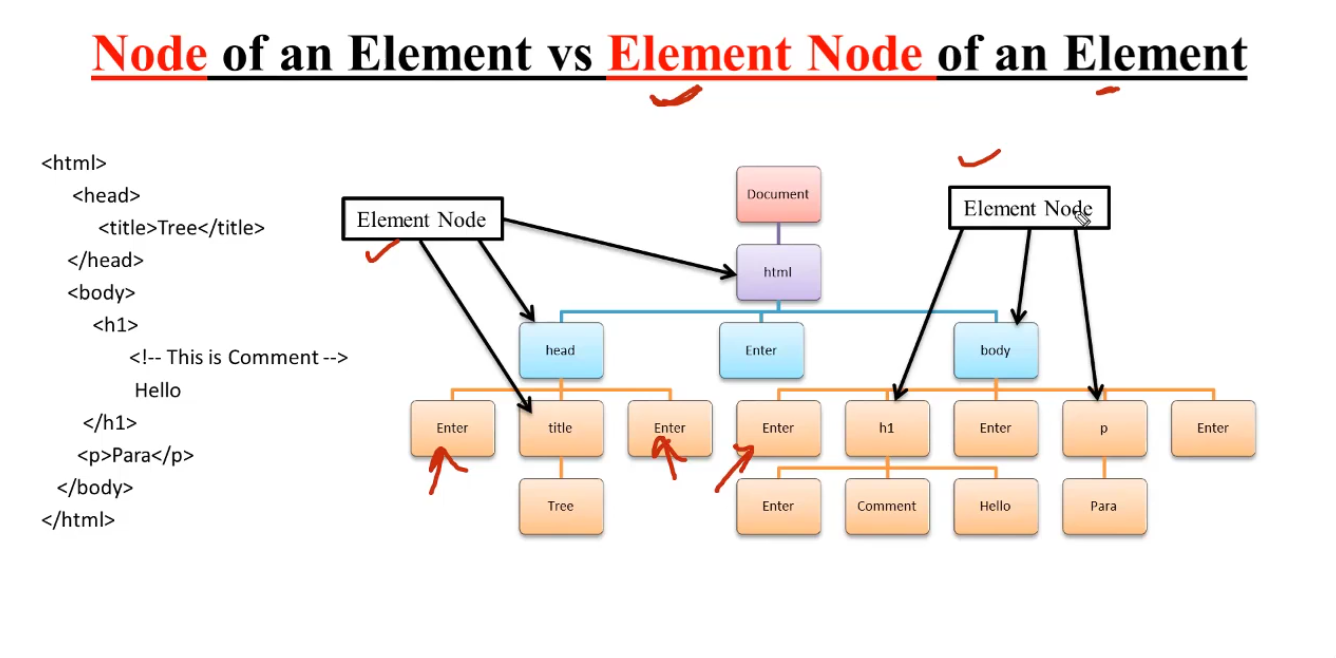 Node of an Element vs Element Node of an Element
<html>
<head>
<title>Tree</title>
</head>
<body>
<h1>
<!-- This is Comment -->
Hello
</h1>
<p>Para</p>
</body>
</html>
Element Node
Document
Element Node
html
head
Enter
body
Enter
title
Enter
Enter
h1
Enter
p
Enter
Tree
Enter
Comment
Hello
Para